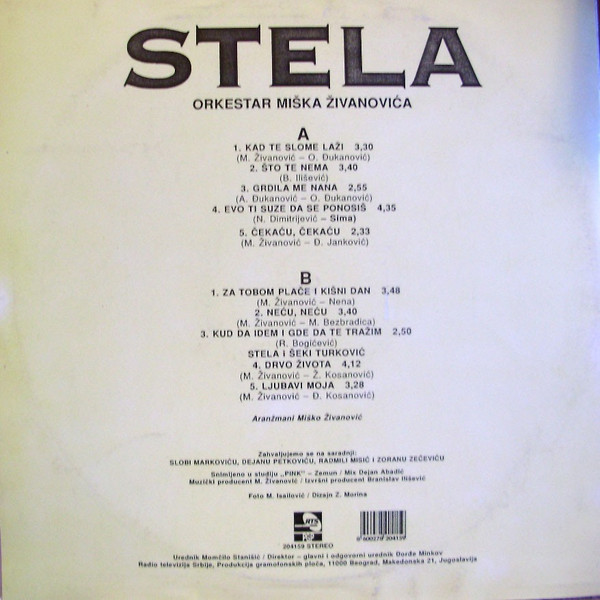 STELA
ORKESTAR MIŠKA ŽIVANOVIĆA
A
1. KAD TE SLOME LAŽI 3,30
(M. Živanović – O. Đukanović)
2. ŠTO TE NEMA 3,40
(B. Ilišević)
3. GRDILA ME NANA 2,55
(A. Đukanović – O. Đukanović)
4. EVO TI SUZE DA SE PONOSIŠ 4,35
(N. Dimitrijević – Sima)
5. ČEKAĆU, ČEKAĆU 2,33
(M. Živanović – D. Janković)
B
1. ZA TOBOM PLAČE I KIŠNI DAN 3,48
(M. Živanović – Nena)
2. NEĆU, NEĆU 3,40
(M. Živanović – M. Bezbradica)
3. KUD DA IDEM I GDE DA TE TRAŽIM 2,50
(R. Bogićević)
STELA I ŠEKI TURKOVIĆ
4. DRVO ŽIVOTA 4,12
(M. Živanović – Ž. Kosanović)
5. LJUBAVI MOJA 3,28
(M. Živanović – Đ. Kosanović)
Aranžmani Miško Živanović
Zahvaljujemo se na saradnji:
SLOBI MARKOVIĆU, DEJANU PETKOVIĆU, RADMILI MISIĆ I ZORANU ZEČEVIĆU
Snimljeno u studiju „PINK" – Zemun / Mix Dejan Abadić
Muzički producent M. Živanović / Izvršni producent Branislav Ilišević
Foto M. Isailović / Dizajn Z. Morina
RTS
204159 STEREO
Urednik Momčilo Stanišić / Direktor – glavni i odgovorni urednik Đorđe Minkov
Radio televizija Srbije, Produkcija gramofonskih ploča, 11000 Beograd, Makedonska 21, Jugoslavija